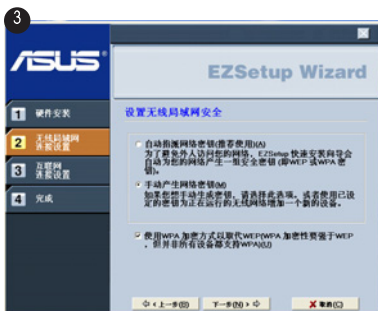 3
ASUS
EZSetup Wizard
1 硬件安装
2 无线局域网
连接设置
3 互联网
连接设置
4 完成
设置无线局域网安全
自动指派网络密钥(推荐使用)(A)
为了避免外人访问您的网络，EZSetup 快速安装向导会
自动为您的网络产生一组安全密钥（即WEP 或WPA 密
钥)。
手动产生网络密钥(M)
如果您想手动生成密钥，请选择此选项，或者使用已设
定的密钥为正在运行的无线网络增加一个新的设备。
使用WPA 加密方式以取代WEP(WPA 加密性要强于WEP
，但并非所有设备都支持WPA)(U)
<上一步(B)
下一步(N)>
取消(C)